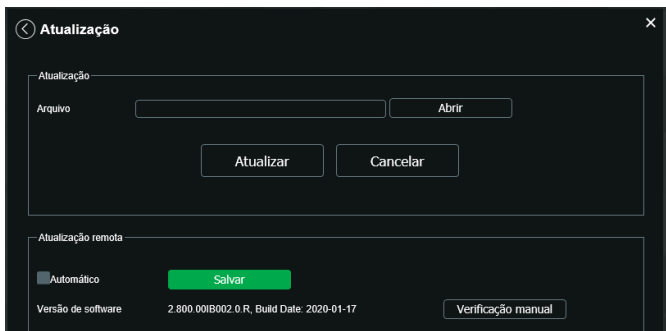 Atualização
Atualização
Arquivo Abrir
Atualizar Cancelar
Atualização remota
Automático Salvar
Versão de software 2.800.00IB002.0.R, Build Date: 2020-01-17 Verificação manual